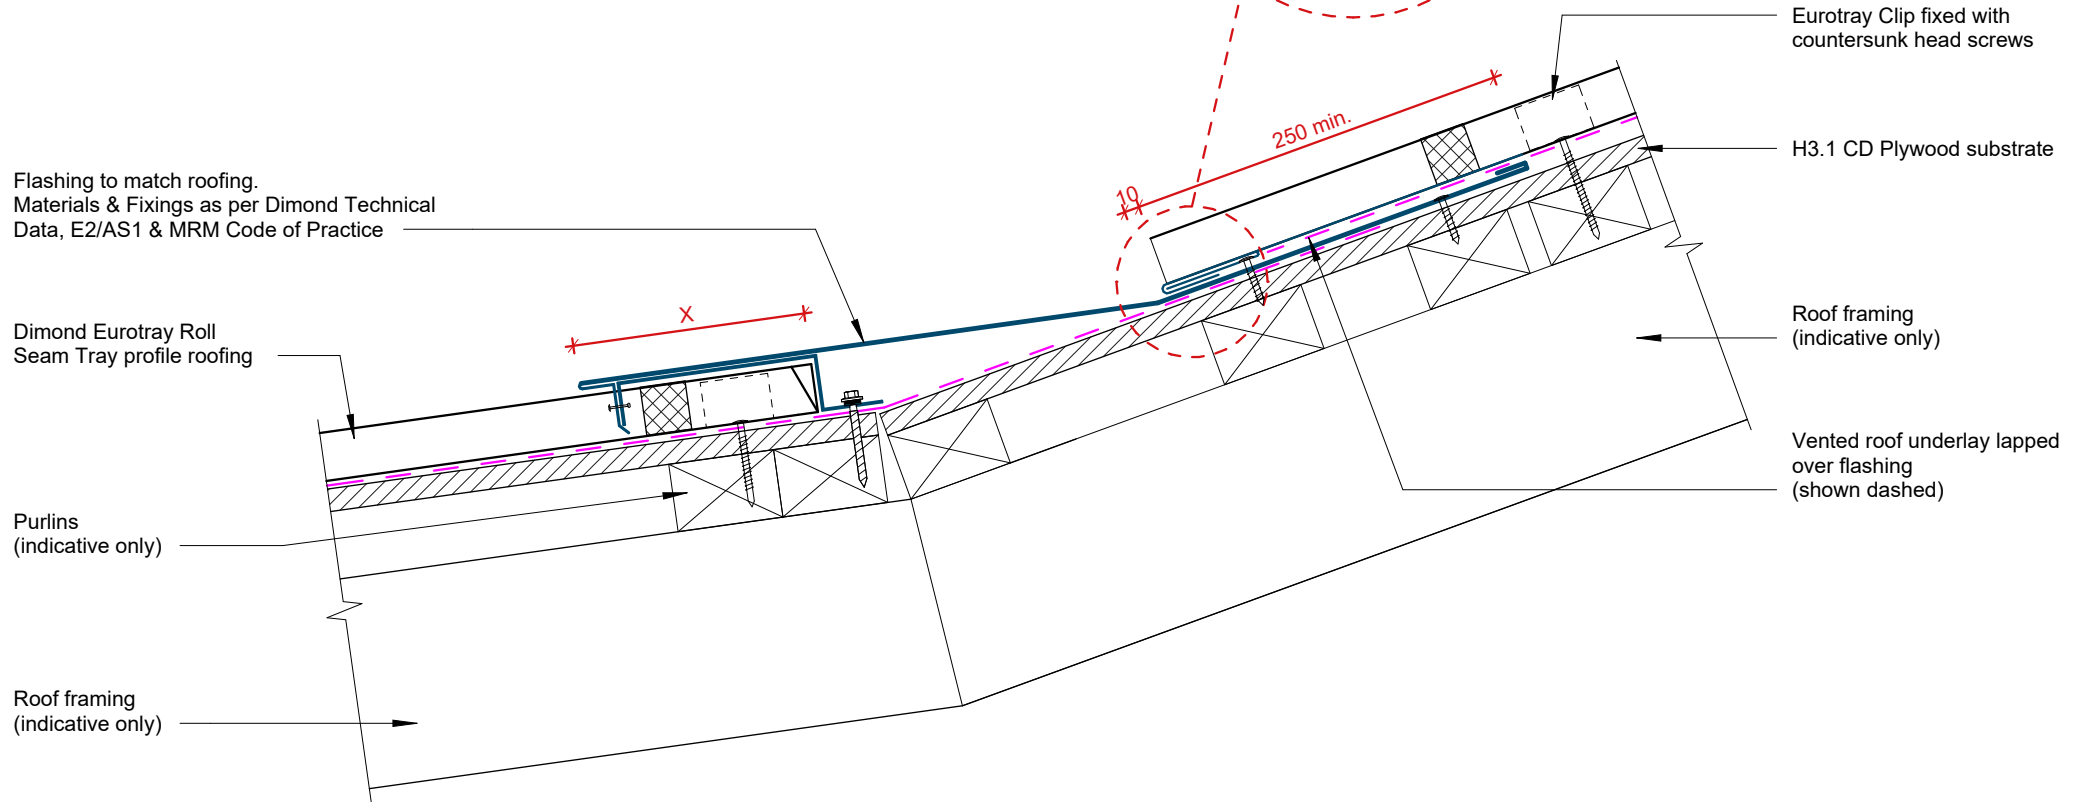 Eurotray Clip fixed with
countersunk head screws
250 min.
H3.1 CD Plywood substrate
Flashing to match roofing.
Materials & Fixings as per Dimond Technical
Data, E2/AS1 & MRM Code of Practice
10
X
Dimond Eurotray Roll
Seam Tray profile roofing
Roof framing
(indicative only)
Vented roof underlay lapped
over flashing
(shown dashed)
Purlins
(indicative only)
Roof framing
(indicative only)